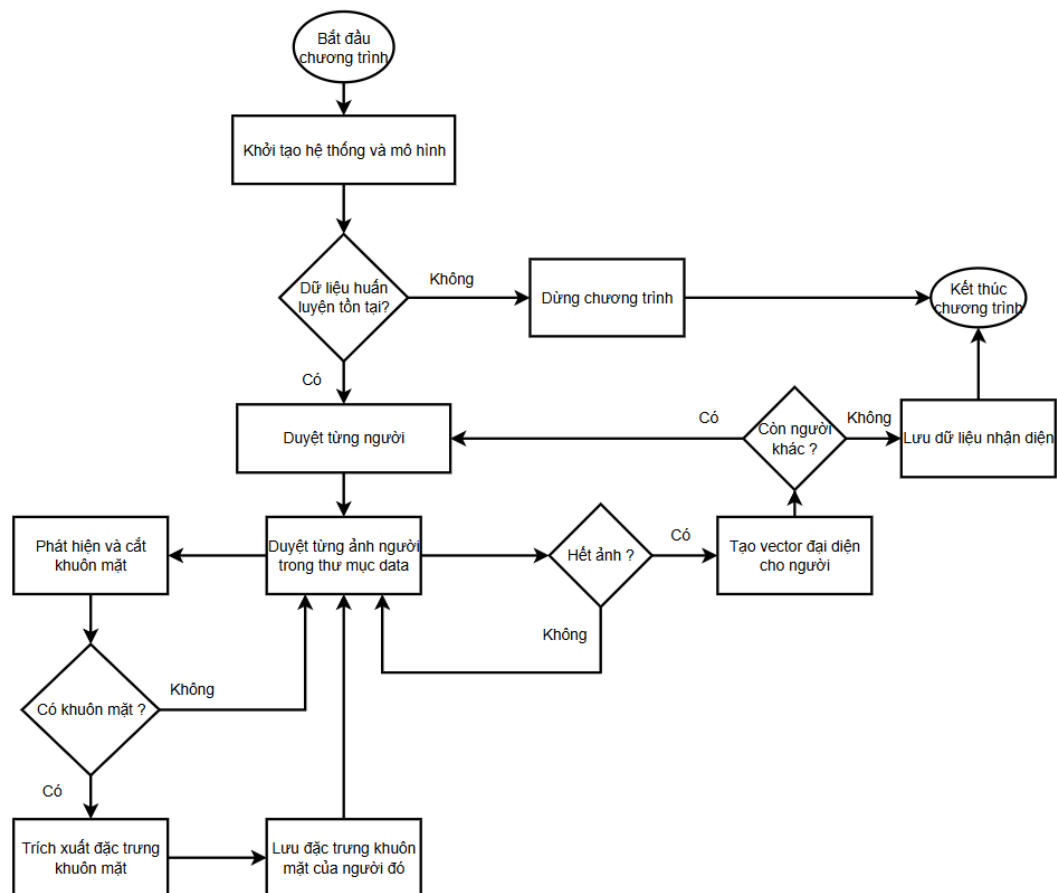 Bắt đầu
chương trình
Khởi tạo hệ thống và mô hình
Dữ liệu huấn
luyện tồn tại?
Không
Dừng chương trình
Kết thúc
chương trình
Có
Duyệt từng người
Có
Còn người
khác ?
Không
Lưu dữ liệu nhận diện
Phát hiện và cắt
khuôn mặt
Duyệt từng ảnh người
trong thư mục data
Hết ảnh ?
Có
Tạo vector đại diện
cho người
Không
Có khuôn mặt ?
Không
Có
Trích xuất đặc trưng
khuôn mặt
Lưu đặc trưng khuôn
mặt của người đó